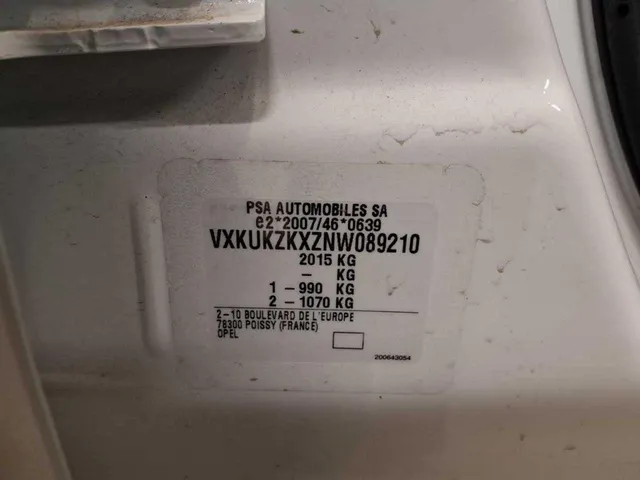 PSA AUTOMOBILES SA
e2*2007/46*0639
VXKUKZKXZNW089210
2015 KG
- KG
1 - 990 KG
2 - 1070 KG
2-10 BOULEVARD DE L'EUROPE
78300 POISSY (FRANCE)
OPEL
200643054